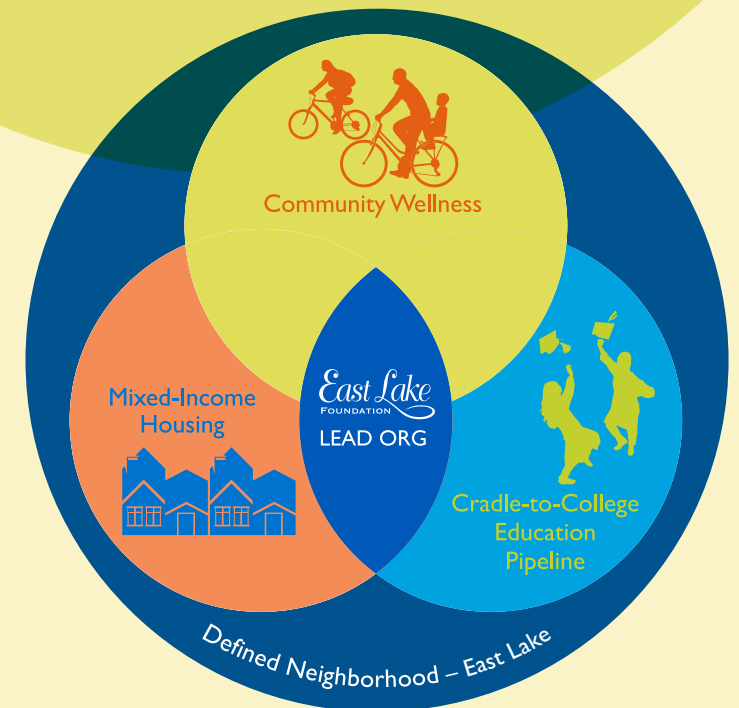 Community Wellness
Mixed-Income
Housing
East Lake
FOUNDATION
LEAD ORG
Cradle-to-College
Education
Pipeline
Defined Neighborhood – East Lake